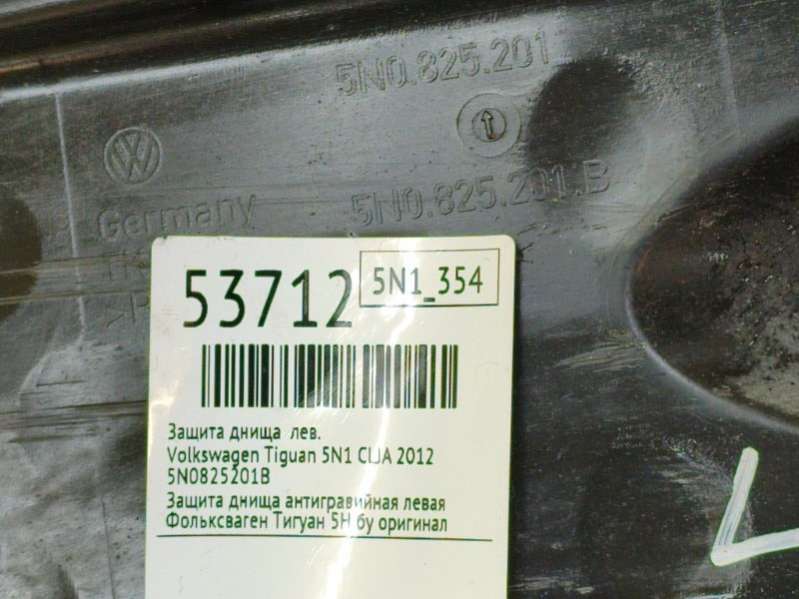 5N0.825.201
5N0.825.201.B
Germany
53712
5N1_354
Защита днища лев.
Volkswagen Tiguan 5N1 США 2012
5N0825201B
Защита днища антигравийная левая
Фольксваген Тигуан 5Н бу оригинал